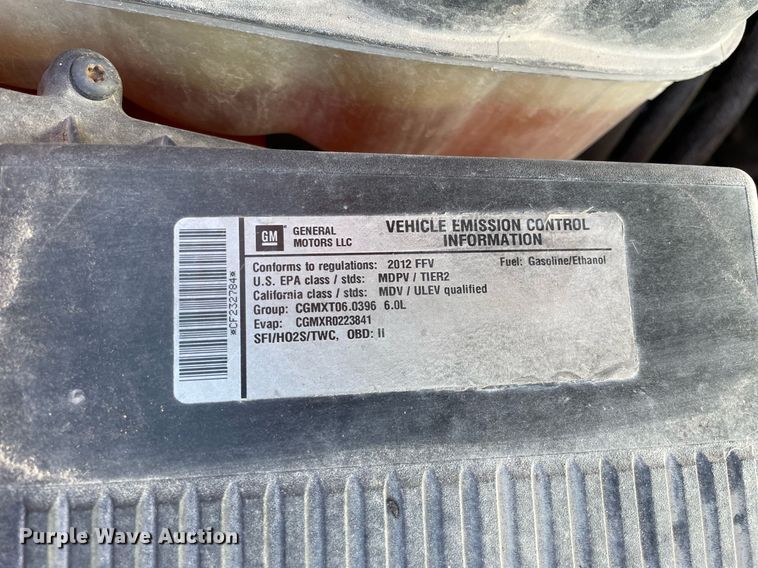 GM
GENERAL
MOTORS LLC
VEHICLE EMISSION CONTROL
INFORMATION
Conforms to regulations: 2012 FFV Fuel: Gasoline/Ethanol
U.S. EPA class / stds: MDPV / TIER2
California class / stds: MDV / ULEV qualified
Group: CGMXT06.0396 6.0L
Evap: CGMXR0223841
SFI/HO2S/TWC, OBD: II
*CF232784*
Purple Wave Auction